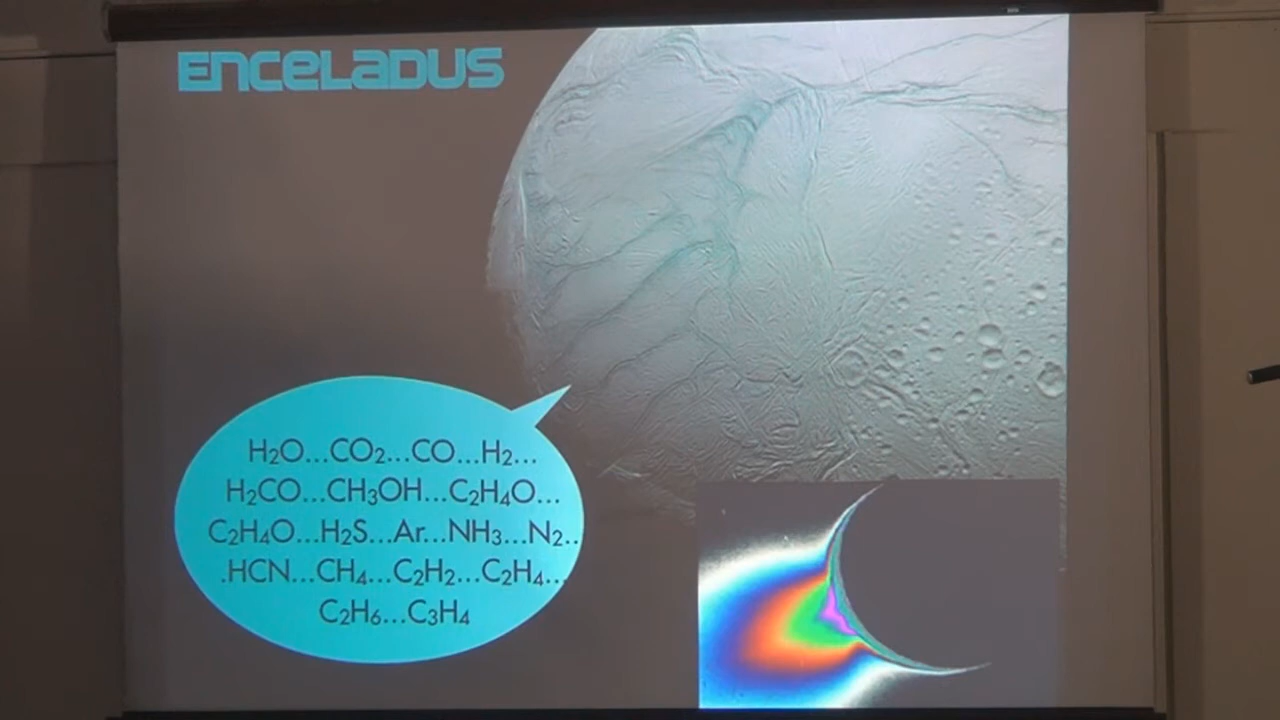 ENCELADUS
H₂O...CO₂...CO...H₂...
H₂CO...CH₃OH...C₂H₄O...
C₂H₄O...H₂S...Ar...NH₃...N₂..
.HCN...CH₄...C₂H₂...C₂H₄...
C₂H₆...C₃H₄